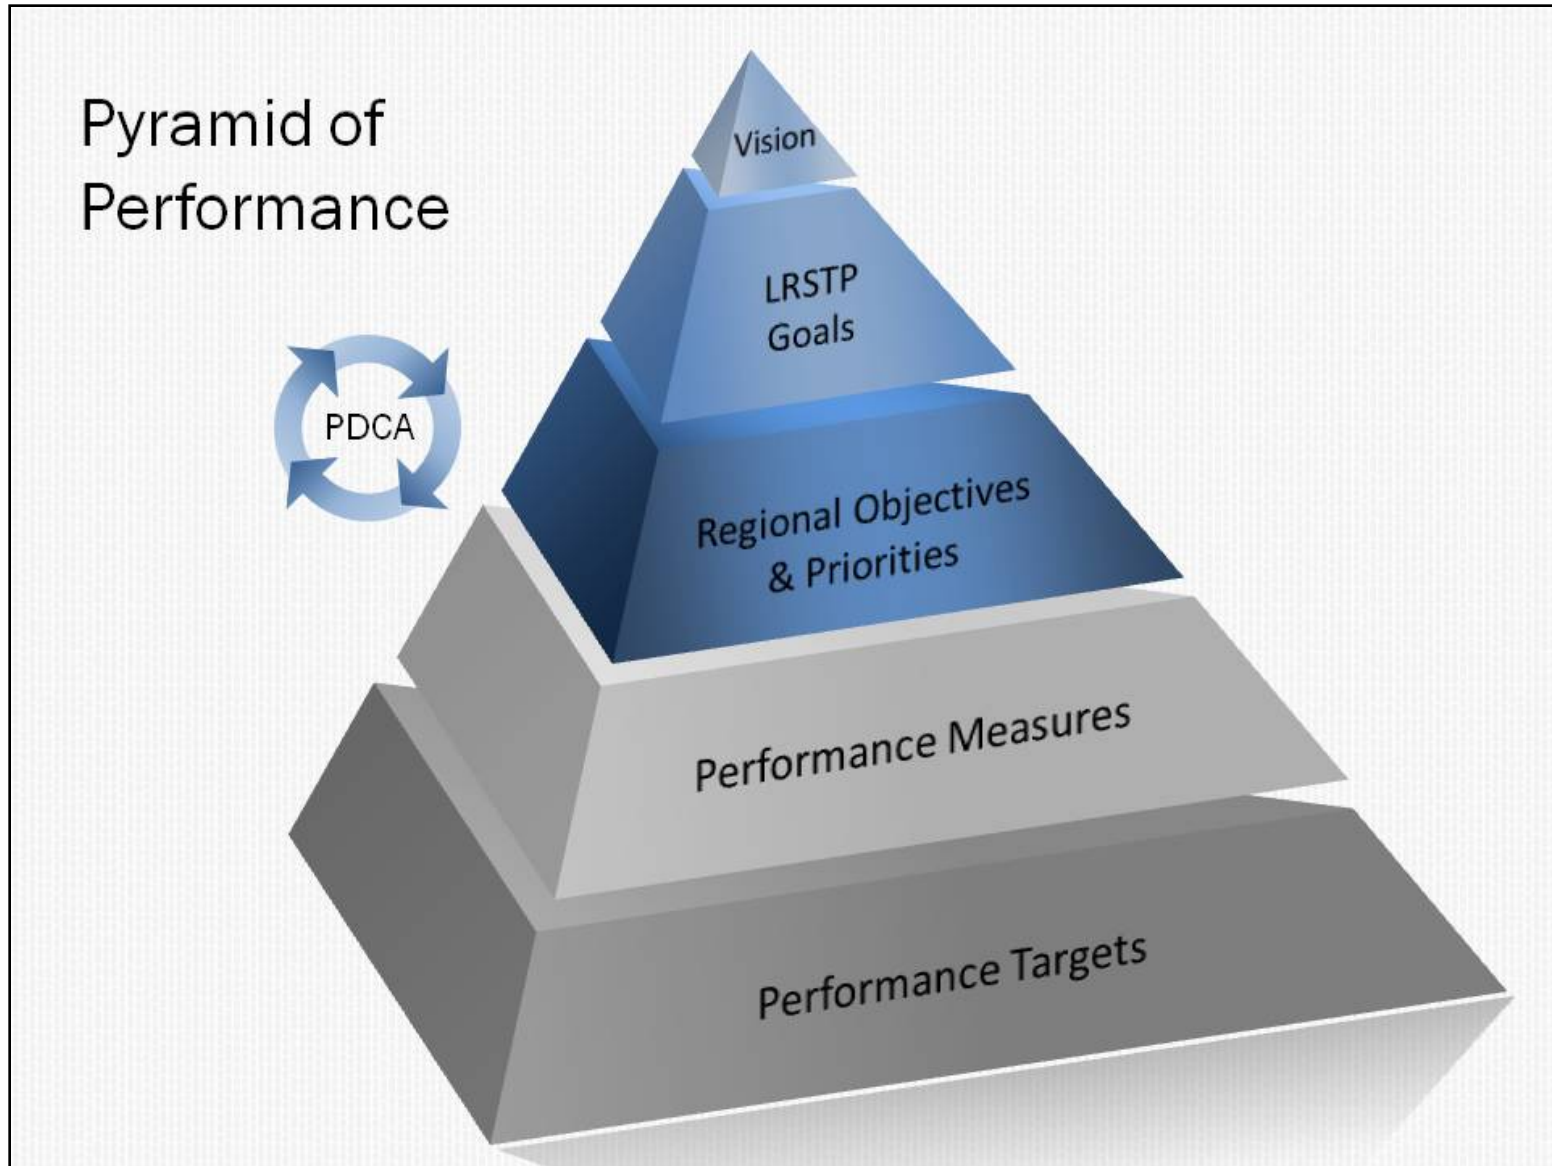 Pyramid of
Performance
Vision
LRSTP
Goals
PDCA
Regional Objectives
& Priorities
Performance Measures
Performance Targets